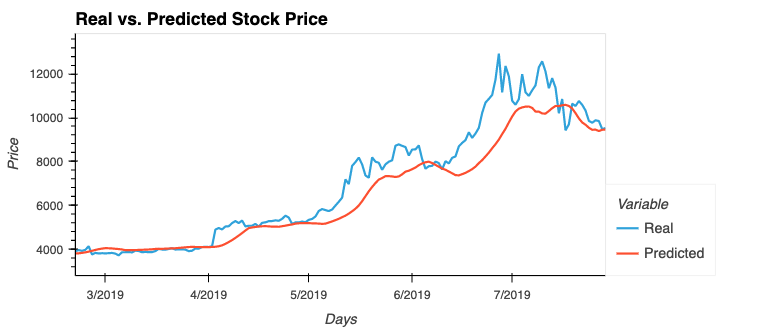 Real vs. Predicted Stock Price
Price
12000
10000
8000
6000
4000
3/2019 4/2019 5/2019 6/2019 7/2019
Days
Variable
Real
Predicted